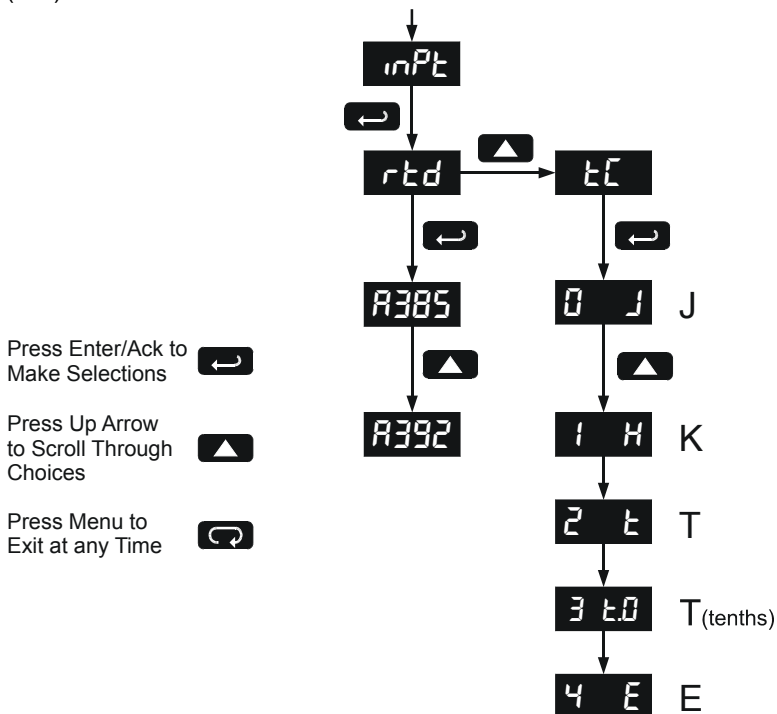 inPt
rtd
tC
A385
0 J
J
Press Enter/Ack to
Make Selections
A392
1 H
K
Press Up Arrow
to Scroll Through
Choices
2 t
T
Press Menu to
Exit at any Time
3 t.0
T(tenths)
4 E
E